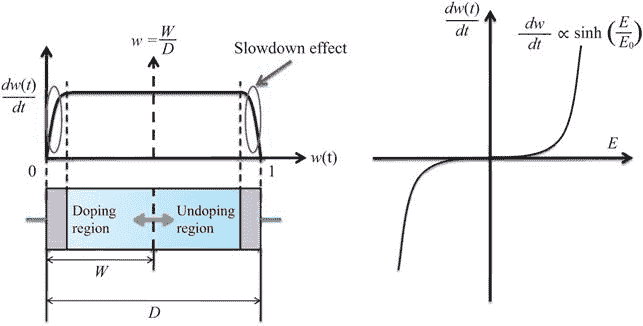 w = W/D
Slowdown effect
dw(t)/dt
0
1
w(t)
Doping region
Undoping region
W
D
dw(t)/dt
dw/dt ∝ sinh (E/E₀)
E